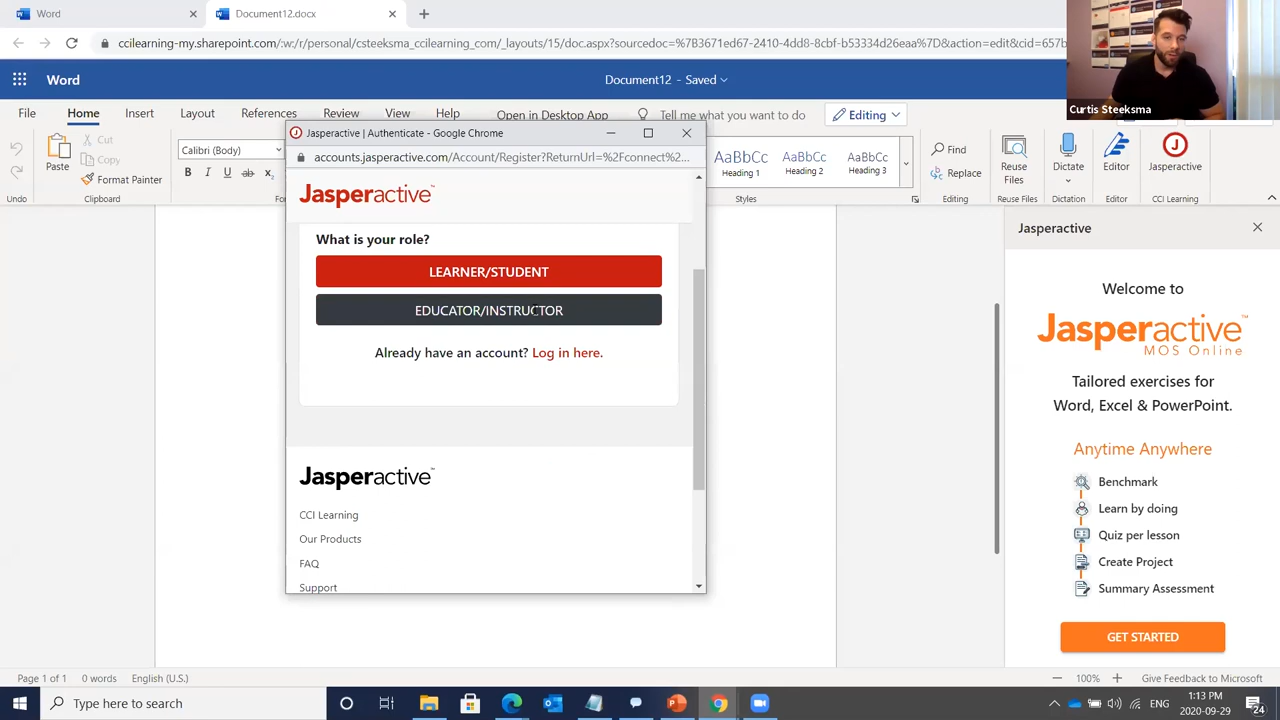 Word
Document12.docx
ccilearning-my.sharepoint.com/:w:/r/personal/csteeksma_ccilearning_com/_layouts/15/doc.aspx?sourcedoc=%7B3671ed67-2410-4dd8-8cbf-b53334d26eaa%7D&action=edit&cid=657b
Curtis Steeksma
Word
Document12 - Saved
File Home Insert Layout References Review View Help Open in Desktop App Tell me what you want to do Editing
Paste
Cut
Copy
Format Painter
Undo
Clipboard
Calibri (Body)
B I U ab x₂
Jasperactive | Authenticate - Google Chrome
accounts.jasperactive.com/Account/Register?ReturnUrl=%2Fconnect%2...
AaBbCc AaBbCc AaBbCc
Heading 1 Heading 2 Heading 3
Styles
Find
Replace
Editing
Reuse Files
Reuse Files
Dictate
Dictation
Editor
Editor
Jasperactive
CCI Learning
Jasperactive™
What is your role?
LEARNER/STUDENT
EDUCATOR/INSTRUCTOR
Already have an account? Log in here.
Jasperactive™
CCI Learning
Our Products
FAQ
Support
Jasperactive
Welcome to
Jasperactive™
MOS Online
Tailored exercises for
Word, Excel & PowerPoint.
Anytime Anywhere
Benchmark
Learn by doing
Quiz per lesson
Create Project
Summary Assessment
GET STARTED
Page 1 of 1 0 words English (U.S.)
100% Give Feedback to Microsoft
Type here to search
ENG
1:13 PM
2020-09-29
24